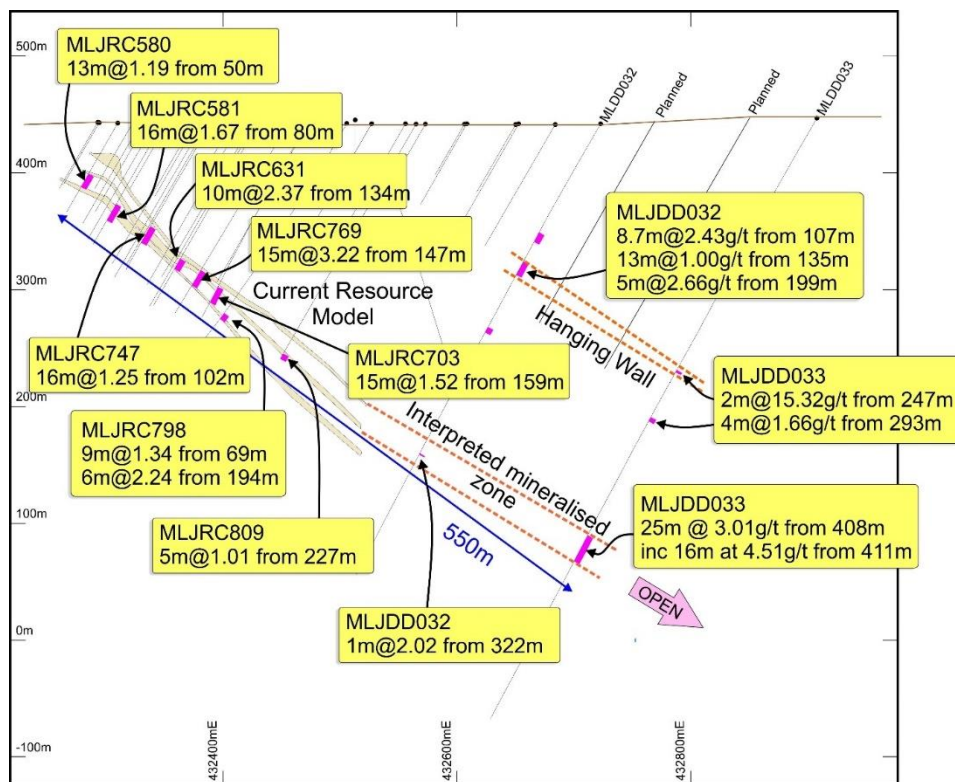 500m
400m
300m
200m
100m
0m
-100m
MLJRC580
13m@1.19 from 50m
MLJRC581
16m@1.67 from 80m
MLJRC631
10m@2.37 from 134m
MLJRC769
15m@3.22 from 147m
Current Resource
Model
MLJRC747
16m@1.25 from 102m
MLJRC703
15m@1.52 from 159m
MLJRC798
9m@1.34 from 69m
6m@2.24 from 194m
MLJRC809
5m@1.01 from 227m
MLJDD032
1m@2.02 from 322m
550m
Interpreted mineralised
zone
MLDD032
Planned
Planned
MLDD033
MLJDD032
8.7m@2.43g/t from 107m
13m@1.00g/t from 135m
5m@2.66g/t from 199m
Hanging Wall
MLJDD033
2m@15.32g/t from 247m
4m@1.66g/t from 293m
MLJDD033
25m @ 3.01g/t from 408m
inc 16m at 4.51g/t from 411m
OPEN
432400mE
432600mE
432800mE